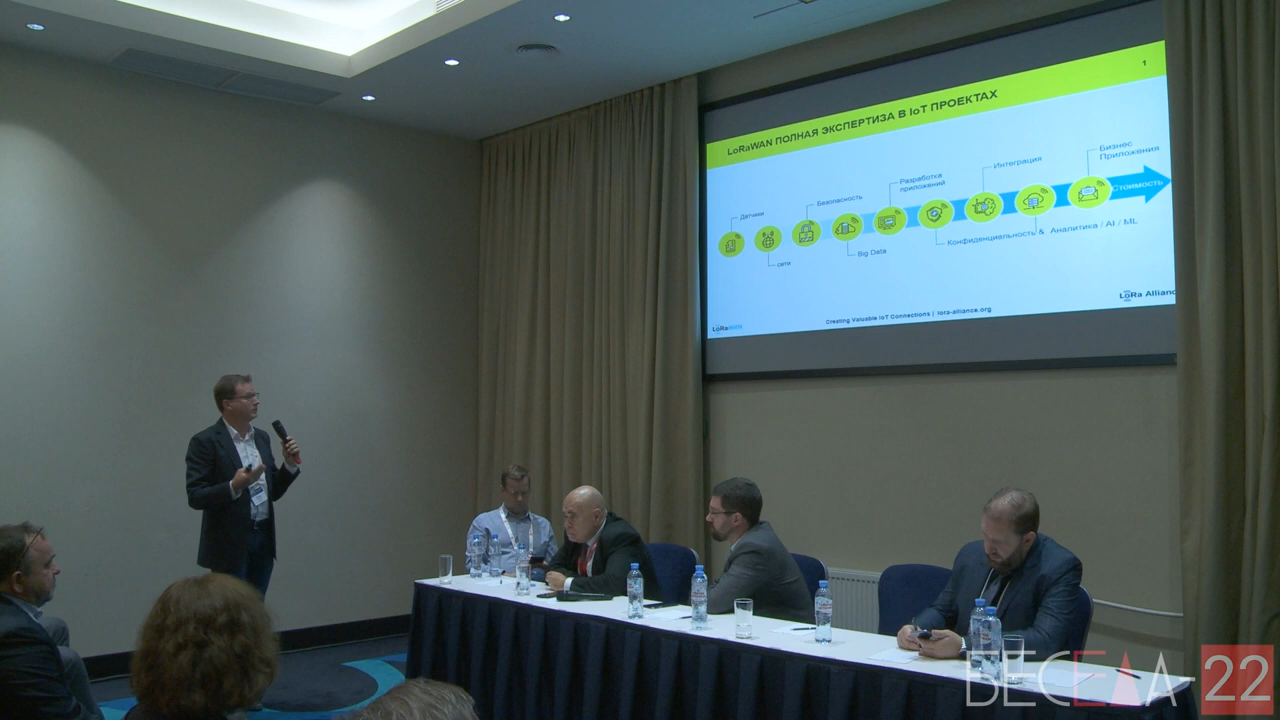 1
LoRaWAN ПОЛНАЯ ЭКСПЕРТИЗА В IoT ПРОЕКТАХ
Датчики
сети
Безопасность
Big Data
Разработка
приложений
Конфиденциальность &
Интеграция
Аналитика / AI / ML
Бизнес
Приложения
Стоимость
LoRaWAN
Creating Valuable IoT Connections | lora-alliance.org
LoRa Allianc
БЕСЕДА 22